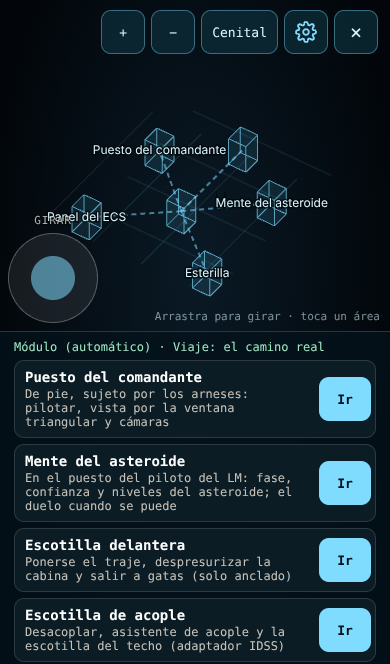 + − Cenital ×
Puesto del comandante
Mente del asteroide
GIRAR
Panel del ECS
Esterilla
Arrastra para girar · toca un área
Módulo (automático) · Viaje: el camino real
Puesto del comandante
De pie, sujeto por los arneses:
pilotar, vista por la ventana
triangular y cámaras
Ir
Mente del asteroide
En el puesto del piloto del LM: fase,
confianza y niveles del asteroide; el
duelo cuando se puede
Ir
Escotilla delantera
Ponerse el traje, despresurizar la
cabina y salir a gatas (solo anclado)
Ir
Escotilla de acople
Desacoplar, asistente de acople y la
escotilla del techo (adaptador IDSS)
Ir